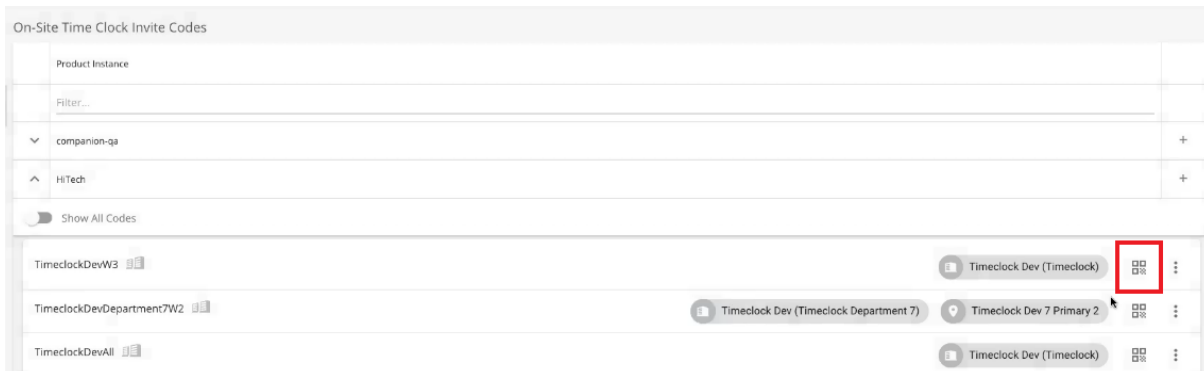 On-Site Time Clock Invite Codes
Product Instance
Filter...
companion-qa
HiTech
Show All Codes
TimeclockDevW3 Timeclock Dev (Timeclock)
TimeclockDevDepartment7W2 Timeclock Dev (Timeclock Department 7) Timeclock Dev 7 Primary 2
TimeclockDevAll Timeclock Dev (Timeclock)